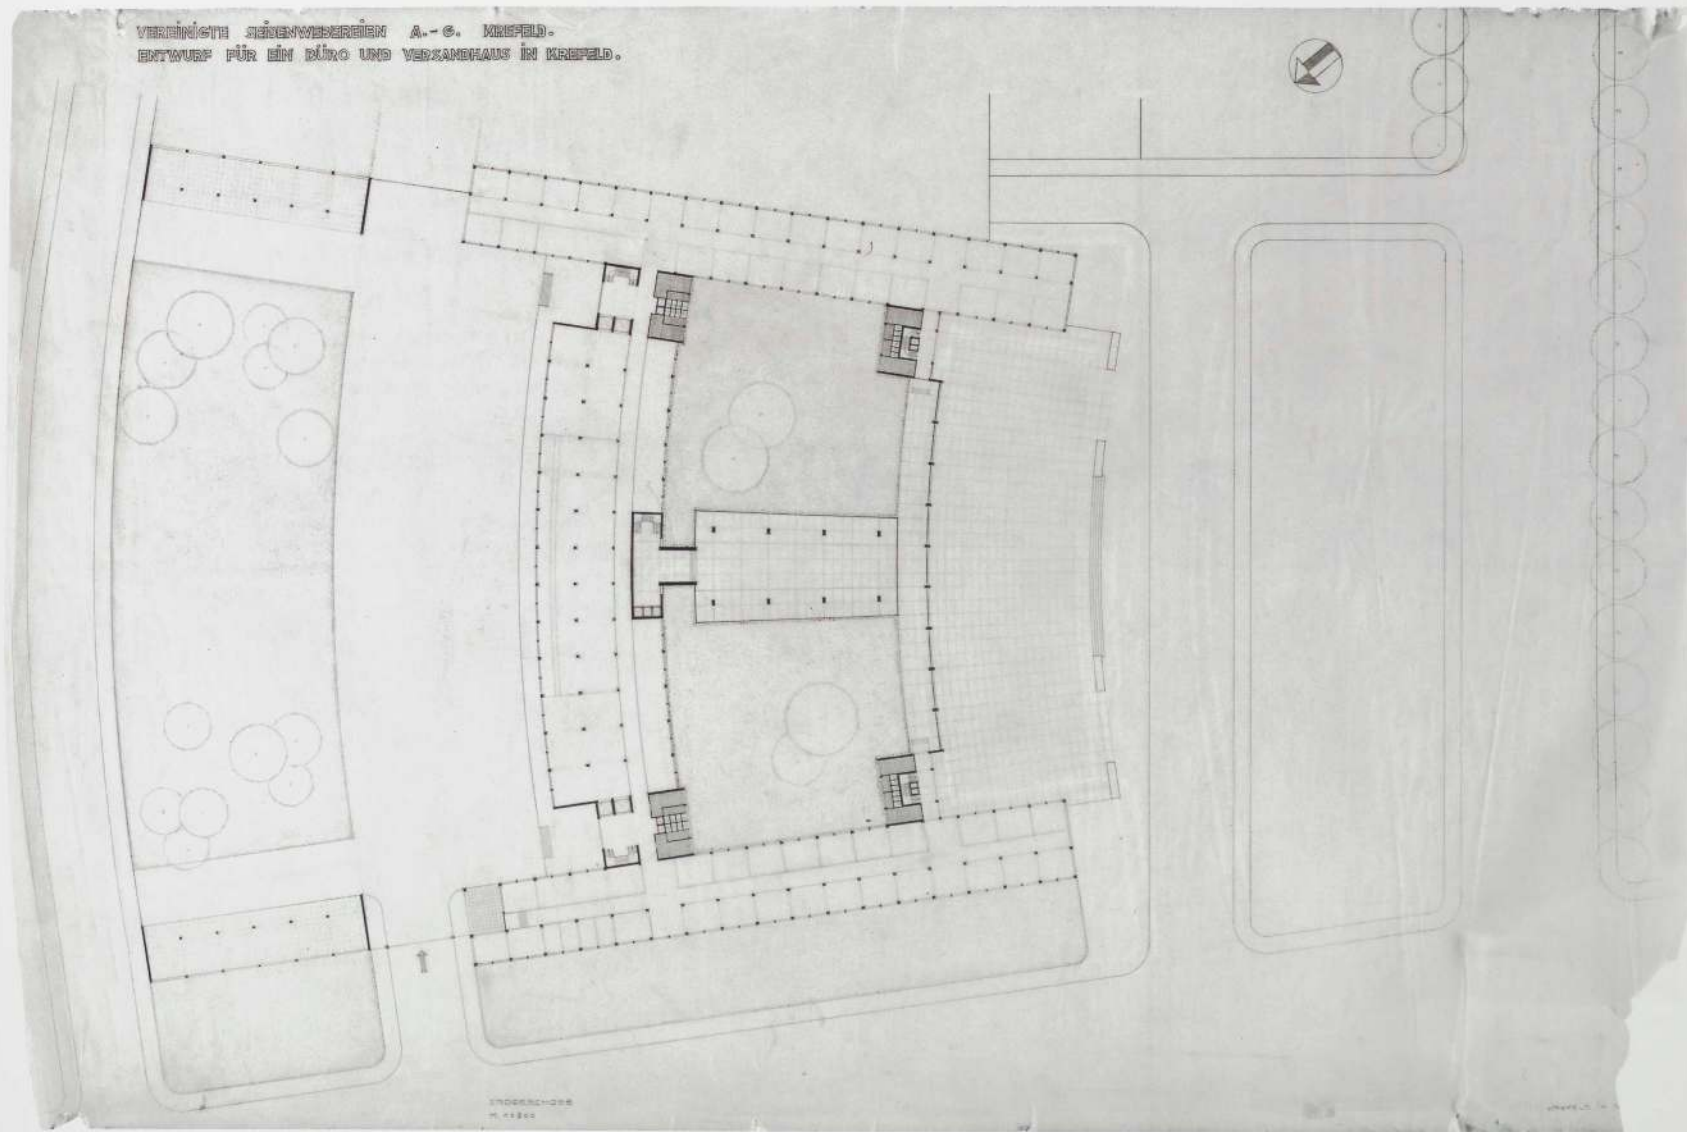 VEREINIGTE SEIDENWEBEREIEN A.-G. KREFELD.
ENTWURF FÜR EIN BÜRO UND VERSANDHAUS IN KREFELD.
ERDGESCHOSS